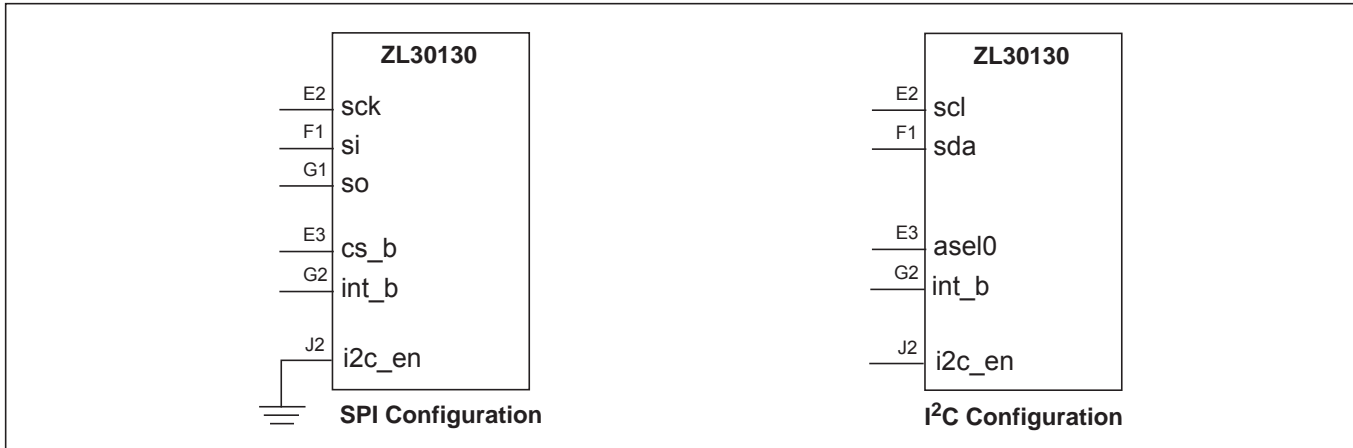 ZL30130
E2 sck
F1 si
G1 so
E3 cs_b
G2 int_b
J2 i2c_en
SPI Configuration
ZL30130
E2 scl
F1 sda
E3 asel0
G2 int_b
J2 i2c_en
I²C Configuration